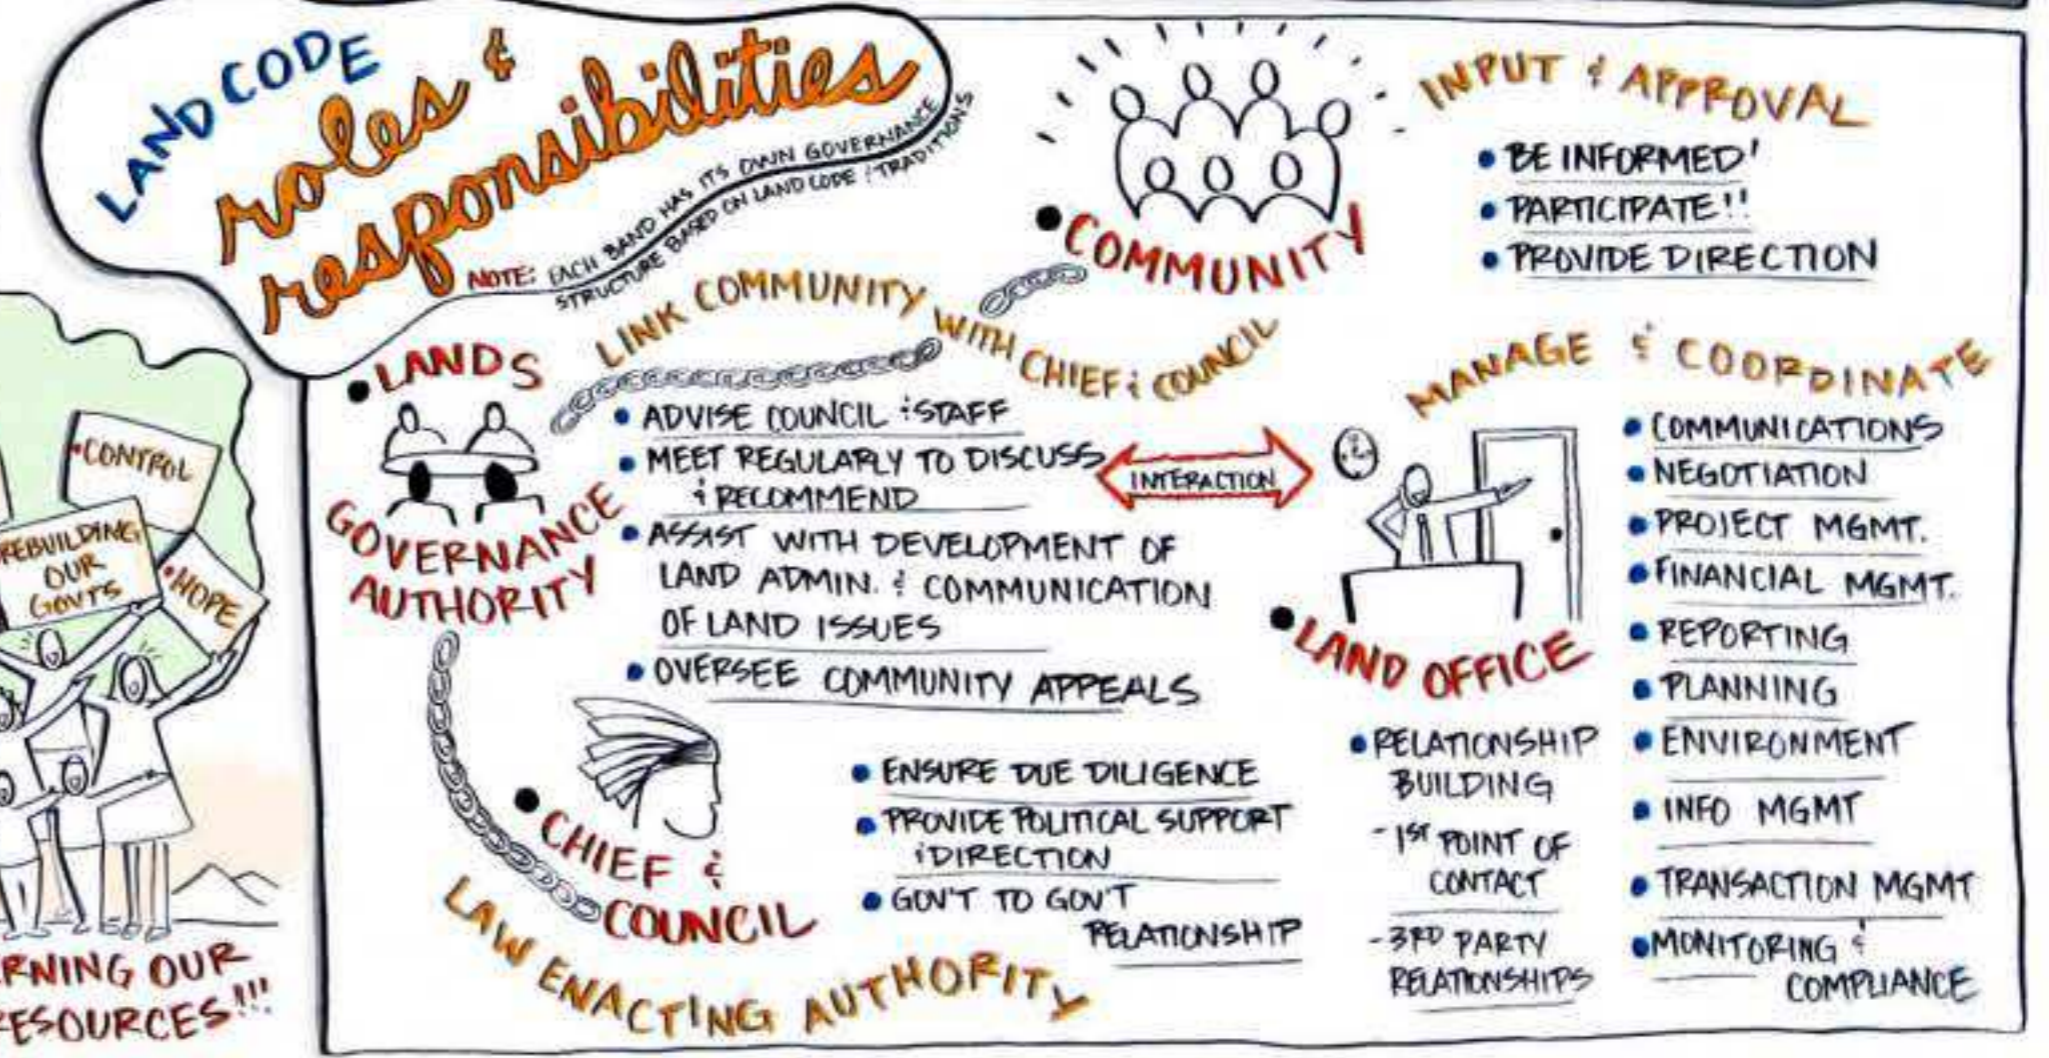 LAND CODE
roles &
responsibilities
NOTE: EACH BAND HAS ITS OWN GOVERNANCE
STRUCTURE BASED ON LAND CODE & TRADITIONS
• COMMUNITY
INPUT & APPROVAL
• BE INFORMED!
• PARTICIPATE!!
• PROVIDE DIRECTION
• LANDS
GOVERNANCE
AUTHORITY
LINK COMMUNITY WITH CHIEF & COUNCIL
• ADVISE COUNCIL & STAFF
• MEET REGULARLY TO DISCUSS
& RECOMMEND
• ASSIST WITH DEVELOPMENT OF
LAND ADMIN. & COMMUNICATION
OF LAND ISSUES
• OVERSEE COMMUNITY APPEALS
INTERACTION
MANAGE & COORDINATE
• LAND OFFICE
• COMMUNICATIONS
• NEGOTIATION
• PROJECT MGMT.
• FINANCIAL MGMT.
• REPORTING
• PLANNING
• ENVIRONMENT
• INFO MGMT
• TRANSACTION MGMT
• MONITORING &
COMPLIANCE
• RELATIONSHIP
BUILDING
- 1ST POINT OF
CONTACT
- 3RD PARTY
RELATIONSHIPS
• CHIEF &
COUNCIL
LAW ENACTING AUTHORITY
• ENSURE DUE DILIGENCE
• PROVIDE POLITICAL SUPPORT
& DIRECTION
• GOV'T TO GOV'T
RELATIONSHIP
• CONTROL
REBUILDING
OUR
GOVTS
• HOPE
ERNING OUR
RESOURCES!!!